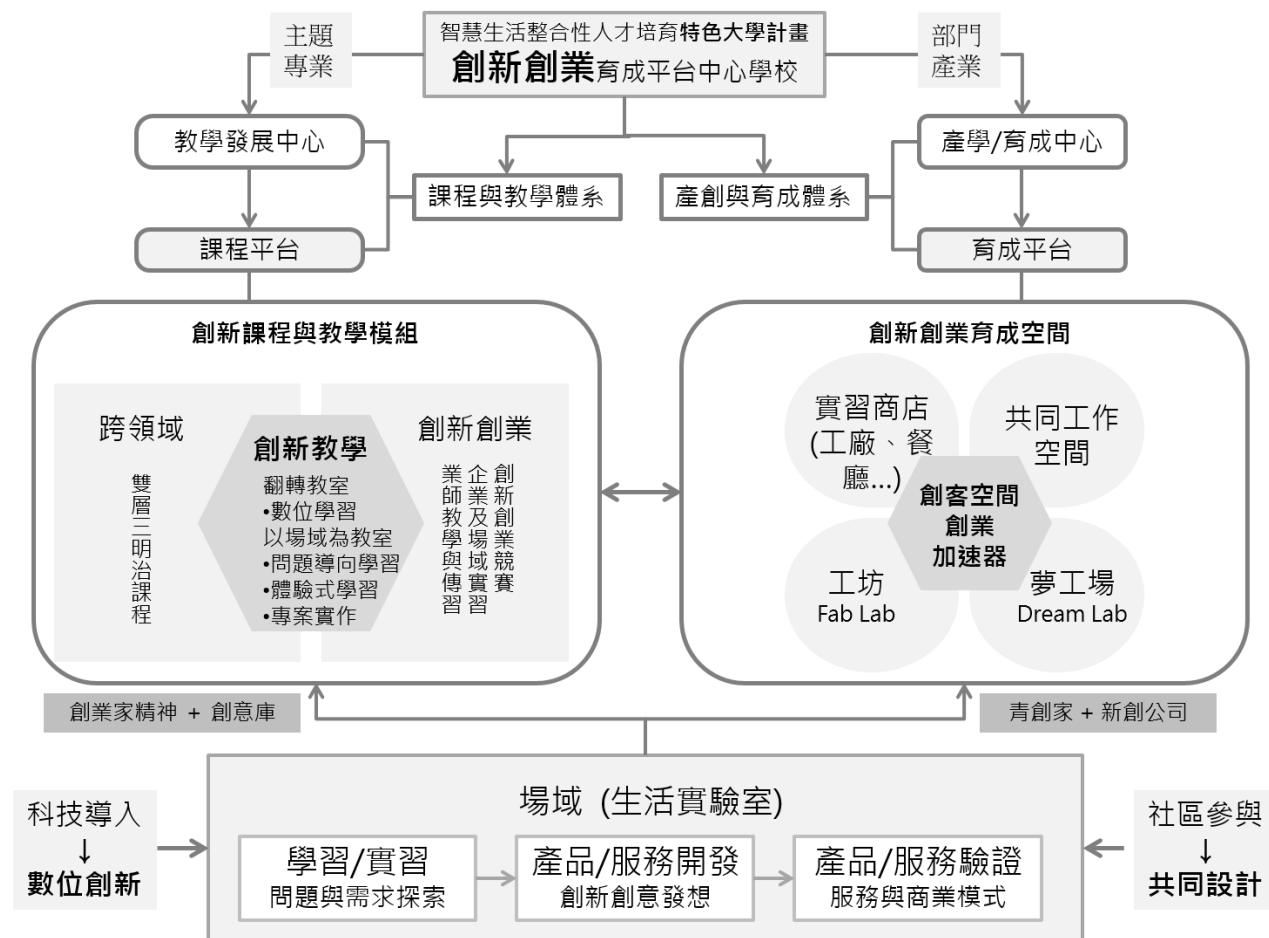 主題
專業
智慧生活整合性人才培育特色大學計畫
創新創業育成平台中心學校
部門
產業
教學發展中心
產學/育成中心
課程與教學體系
產創與育成體系
課程平台
育成平台
創新課程與教學模組
跨領域
雙層三明治課程
創新教學
翻轉教室
•數位學習
以場域為教室
•問題導向學習
•體驗式學習
•專案實作
創新創業
創新創業競賽
企業及場域實習
業師教學與傳習
創新創業育成空間
實習商店
(工廠、餐
廳...)
共同工作
空間
創客空間
創業
加速器
工坊
Fab Lab
夢工場
Dream Lab
創業家精神 + 創意庫
青創家 + 新創公司
場域 (生活實驗室)
科技導入
↓
數位創新
學習/實習
問題與需求探索
產品/服務開發
創新創意發想
產品/服務驗證
服務與商業模式
社區參與
↓
共同設計